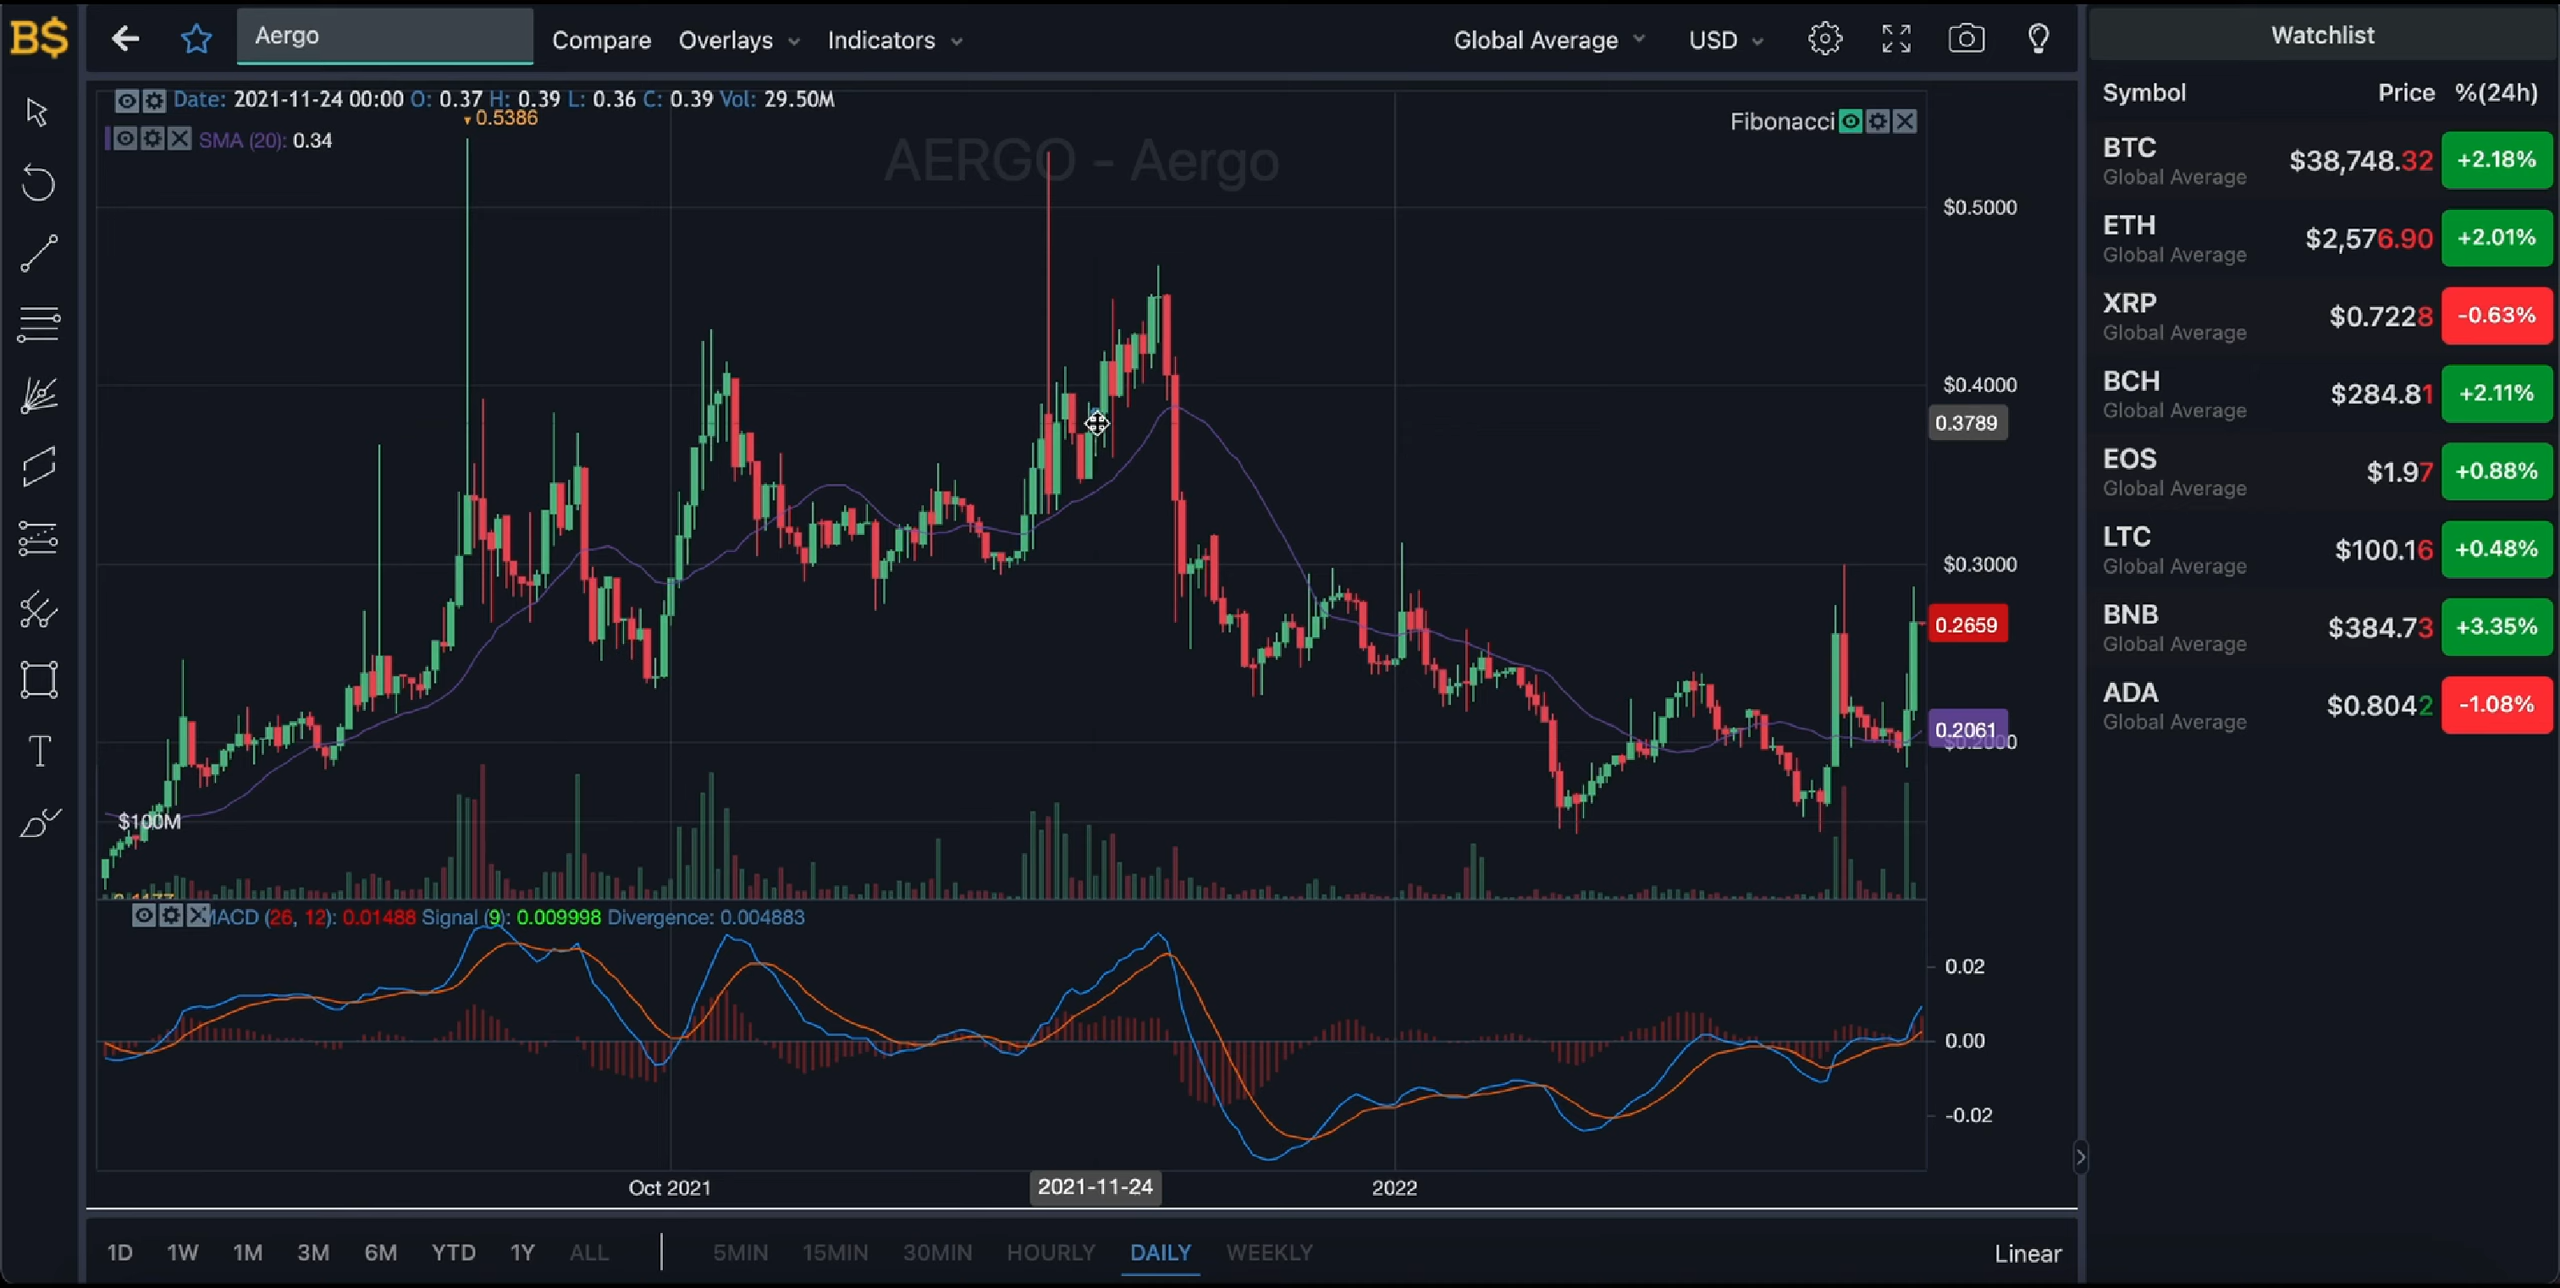 B$
Aergo
Compare Overlays Indicators
Global Average USD
Date: 2021-11-24 00:00 O: 0.37 H: 0.39 L: 0.36 C: 0.39 Vol: 29.50M
0.5386
SMA (20): 0.34
Fibonacci
AERGO - Aergo
$0.5000
$0.4000
0.3789
$0.3000
0.2659
0.2061
$0.2000
$100M
MACD (26, 12): 0.01488 Signal (9): 0.009998 Divergence: 0.004883
0.02
0.00
-0.02
Oct 2021 2021-11-24 2022
1D 1W 1M 3M 6M YTD 1Y ALL 5MIN 15MIN 30MIN HOURLY DAILY WEEKLY Linear
Watchlist
Symbol Price %(24h)
BTC $38,748.32 +2.18%
Global Average
ETH $2,576.90 +2.01%
Global Average
XRP $0.7228 -0.63%
Global Average
BCH $284.81 +2.11%
Global Average
EOS $1.97 +0.88%
Global Average
LTC $100.16 +0.48%
Global Average
BNB $384.73 +3.35%
Global Average
ADA $0.8042 -1.08%
Global Average
T